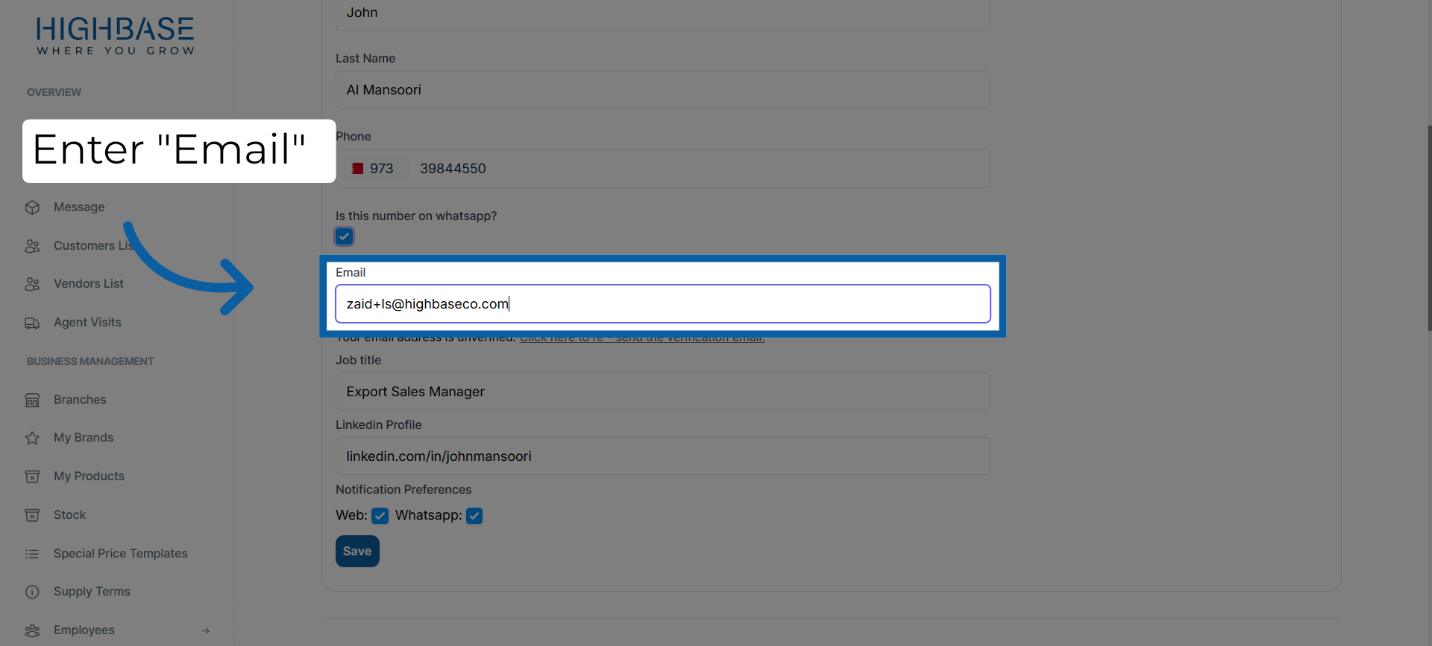 HIGHBASE
WHERE YOU GROW
OVERVIEW
Enter "Email"
Message
Customers Lis
Vendors List
Agent Visits
BUSINESS MANAGEMENT
Branches
My Brands
My Products
Stock
Special Price Templates
Supply Terms
Employees
John
Last Name
Al Mansoori
Phone
973 39844550
Is this number on whatsapp?
Email
zaid+ls@highbaseco.com
Your email address is unverified. Click here to re - send the verification email.
Job title
Export Sales Manager
Linkedin Profile
linkedin.com/in/johnmansoori
Notification Preferences
Web: Whatsapp:
Save